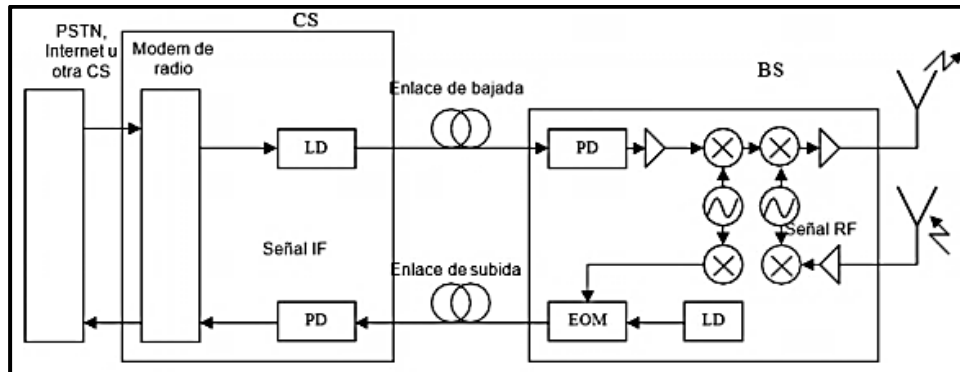 PSTN,
Internet u
otra CS
CS
Modem de
radio
LD
Enlace de bajada
BS
PD
Señal IF
Señal RF
Enlace de subida
PD
EOM
LD